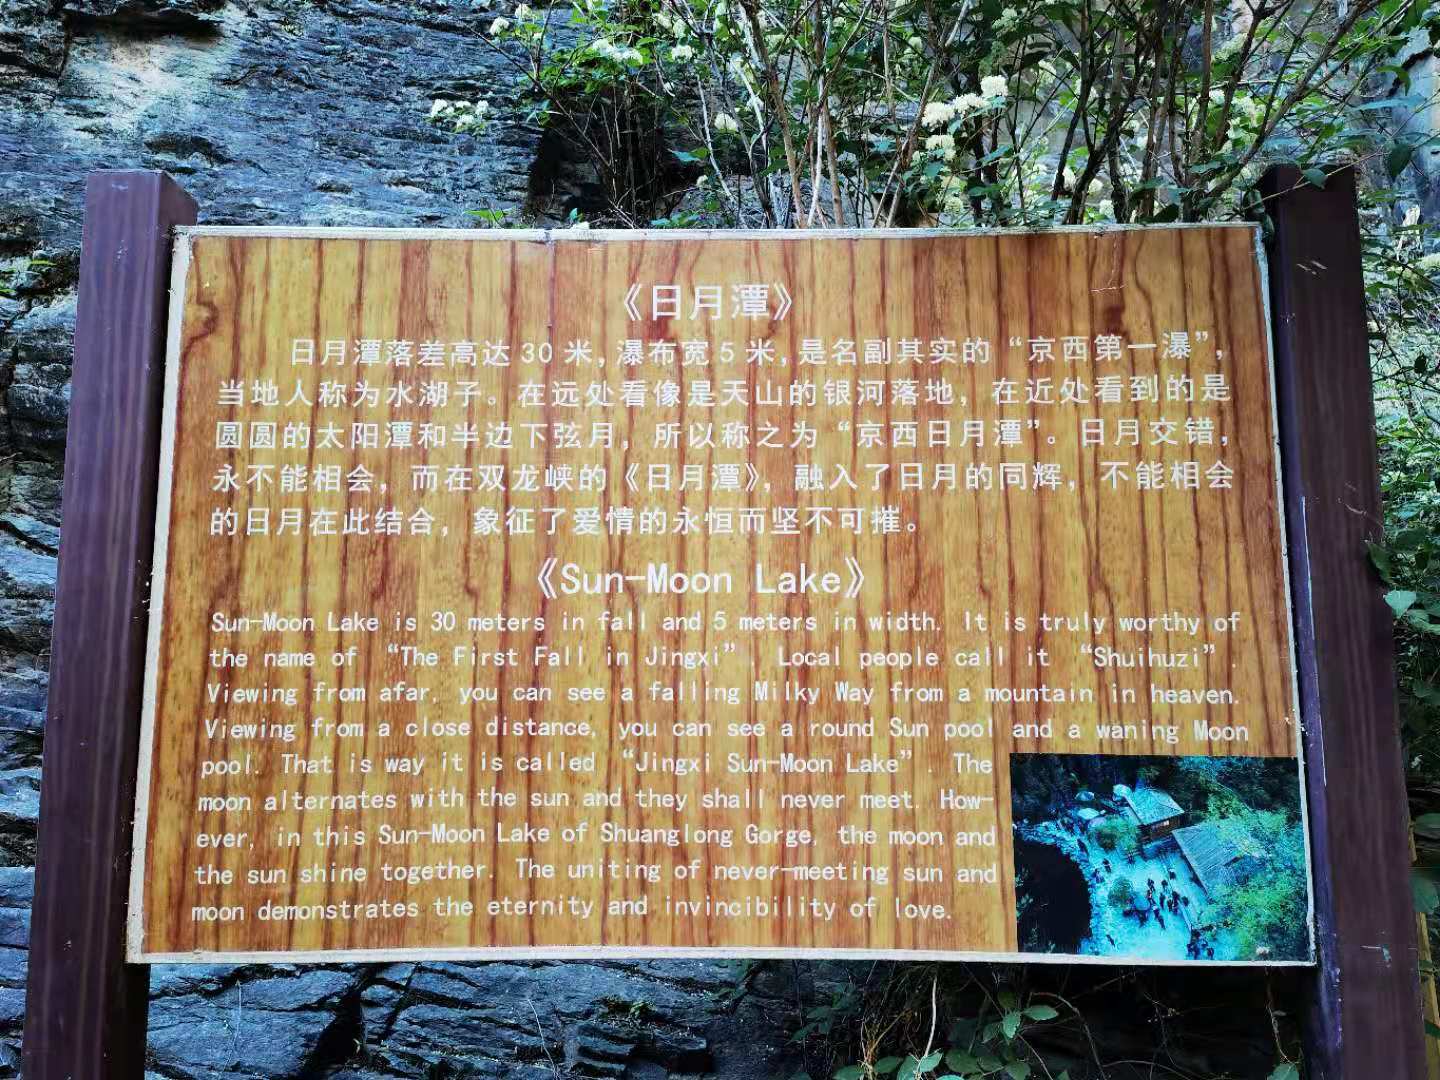 《日月潭》
日月潭落差高达30米，瀑布宽5米，是名副其实的“京西第一瀑”，
当地人称为水湖子。在远处看像是天山的银河落地，在近处看到的是
圆圆的太阳潭和半边下弦月，所以称之为“京西日月潭”。日月交错，
永不能相会，而在双龙峡的《日月潭》，融入了日月的同辉，不能相会
的日月在此结合，象征了爱情的永恒而坚不可摧。
《Sun-Moon Lake》
Sun-Moon Lake is 30 meters in fall and 5 meters in width. It is truly worthy of
the name of “The First Fall in Jingxi”. Local people call it “Shuihuzi”.
Viewing from afar, you can see a falling Milky Way from a mountain in heaven.
Viewing from a close distance, you can see a round Sun pool and a waning Moon
pool. That is way it is called “Jingxi Sun-Moon Lake”. The
moon alternates with the sun and they shall never meet. How-
ever, in this Sun-Moon Lake of Shuanglong Gorge, the moon and
the sun shine together. The uniting of never-meeting sun and
moon demonstrates the eternity and invincibility of love.